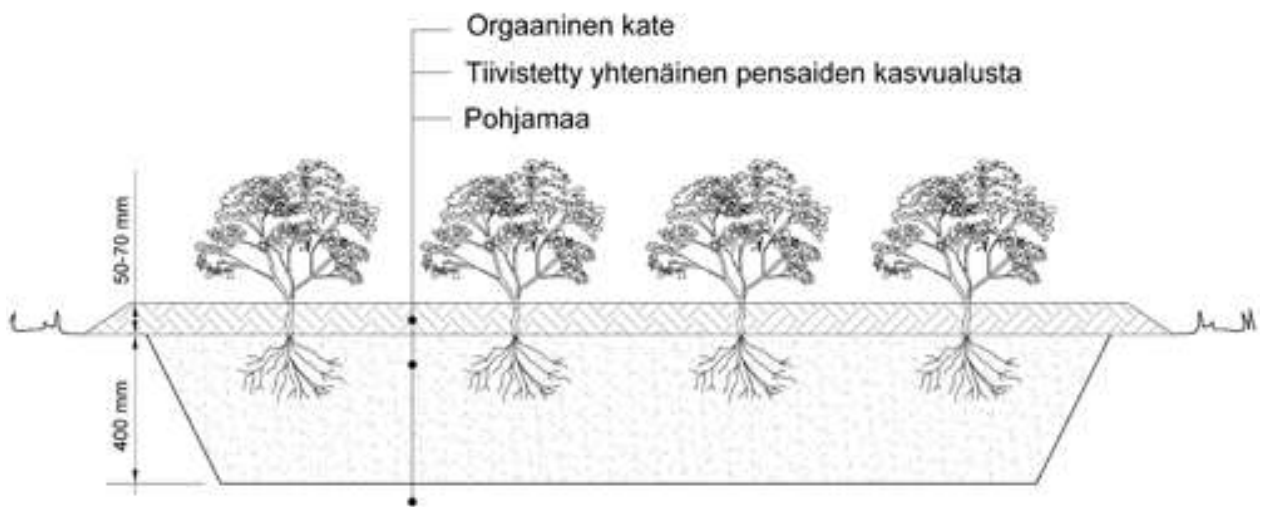 Orgaaninen kate
Tiivistetty yhtenäinen pensaiden kasvualusta
Pohjamaa
50-70 mm
400 mm